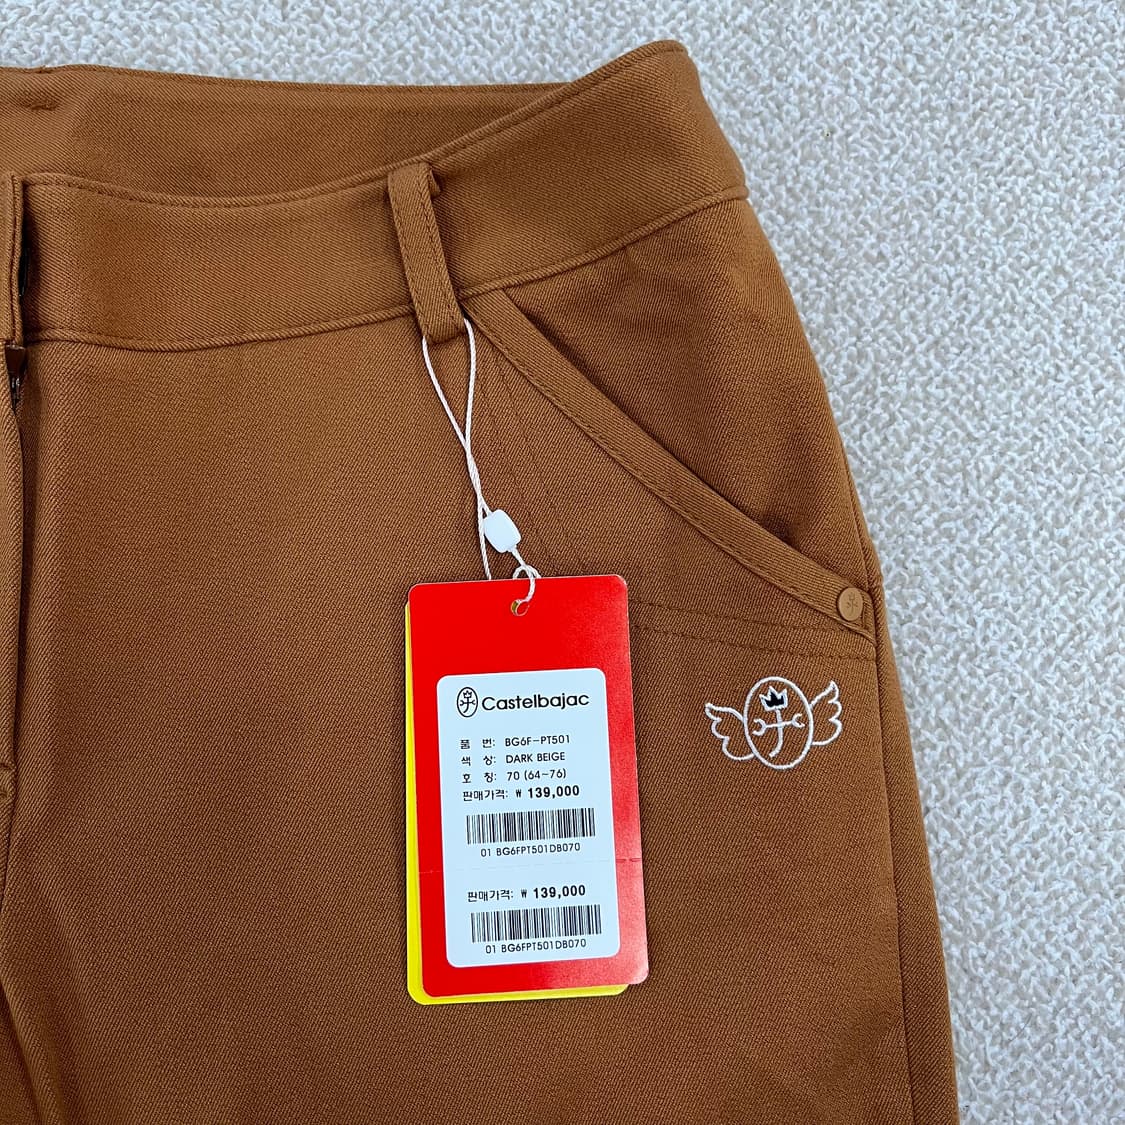 Castelbajac
품 번: BG6F-PT501
색 상: DARK BEIGE
호 칭: 70 (64~76)
판매가격: ₩ 139,000
01 BG6FPT501DB070
판매가격: ₩ 139,000
01 BG6FPT501DB070